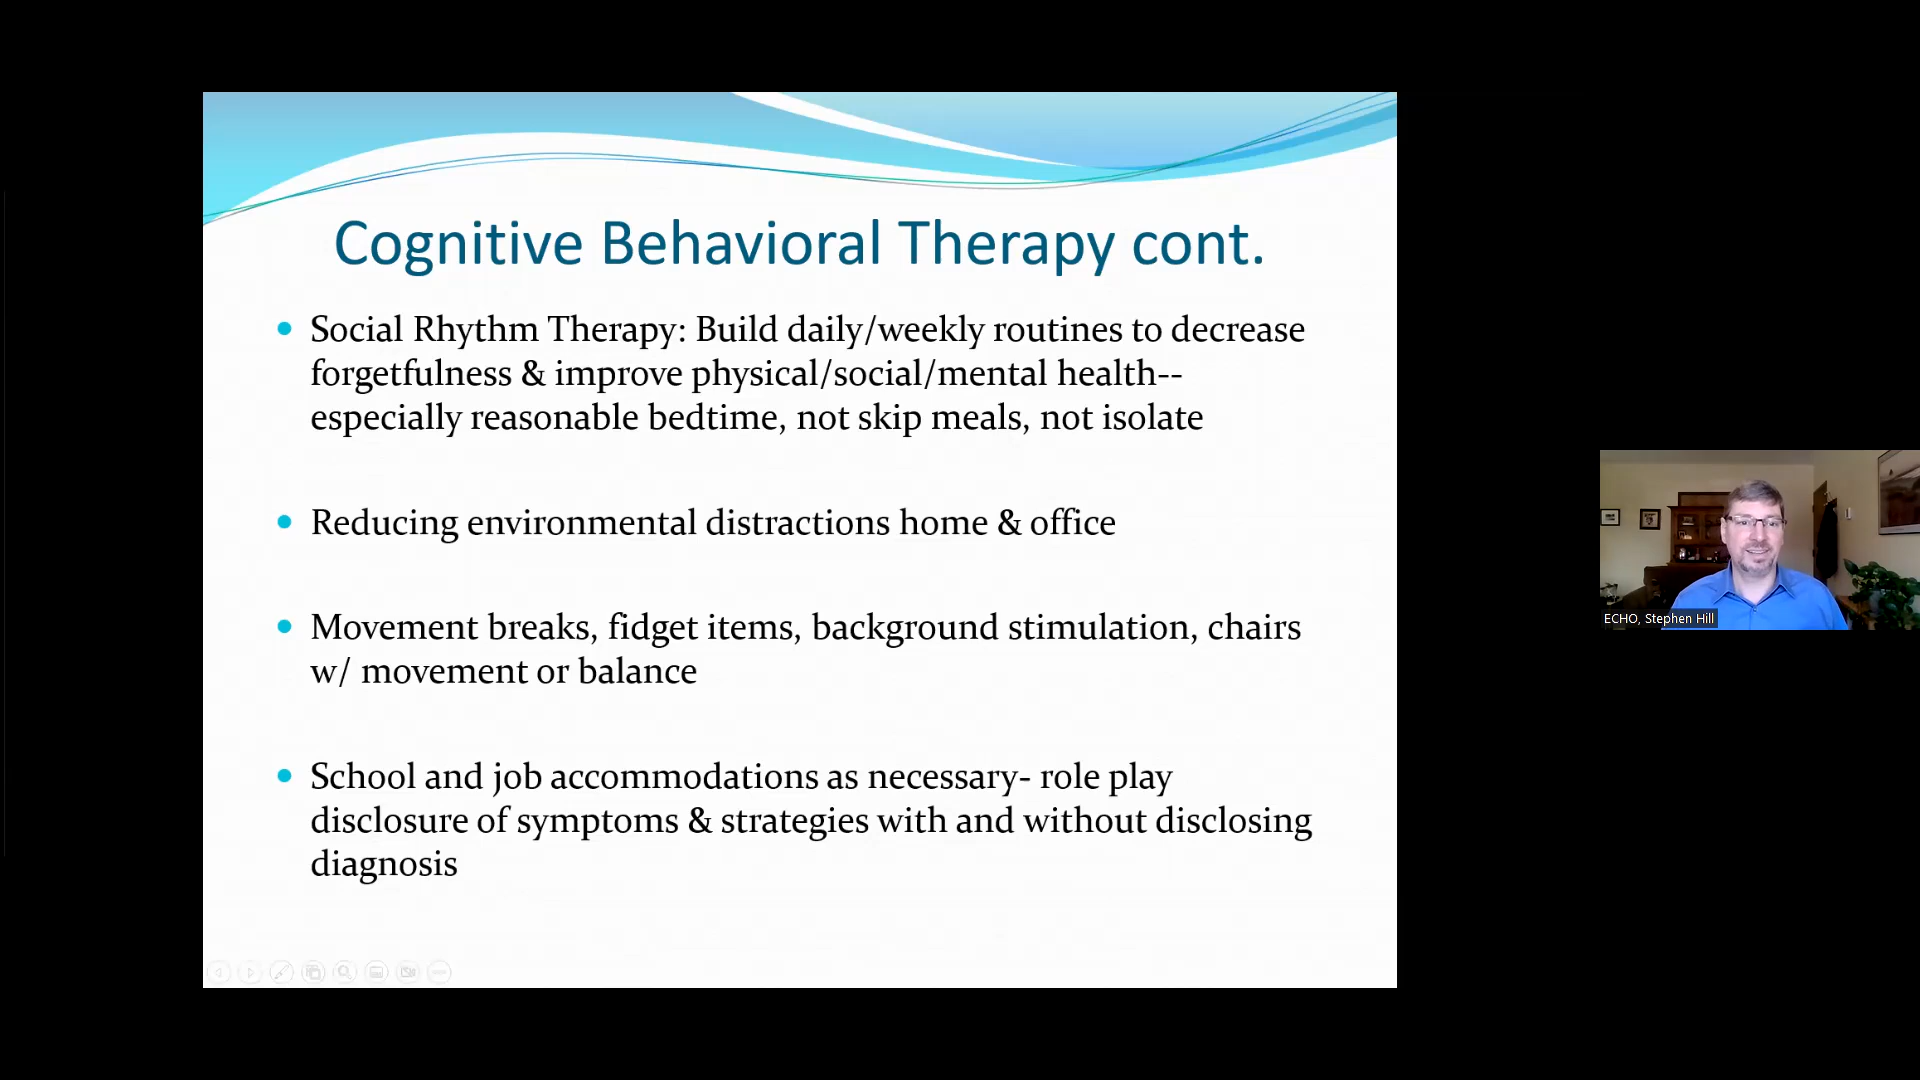 Cognitive Behavioral Therapy cont.
Social Rhythm Therapy: Build daily/weekly routines to decrease
forgetfulness & improve physical/social/mental health--
especially reasonable bedtime, not skip meals, not isolate
Reducing environmental distractions home & office
Movement breaks, fidget items, background stimulation, chairs
w/ movement or balance
School and job accommodations as necessary- role play
disclosure of symptoms & strategies with and without disclosing
diagnosis
ECHO, Stephen Hill